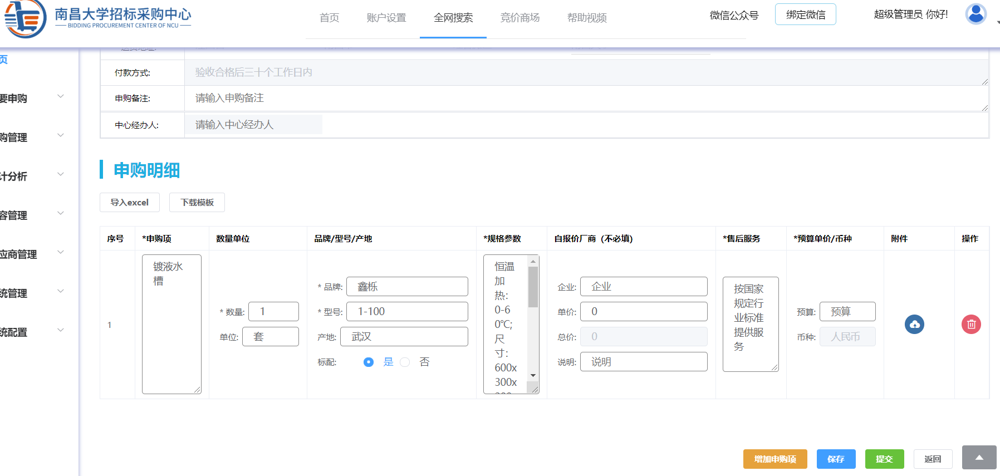 南昌大学招标采购中心
BIDDING PROCUREMENT CENTER OF NCU
首页
账户设置
全网搜索
竞价商场
帮助视频
微信公众号
绑定微信
超级管理员 你好!
页
要申购
购管理
计分析
容管理
应商管理
统管理
统配置
付款方式:
验收合格后三十个工作日内
申购备注:
请输入申购备注
中心经办人:
请输入中心经办人
申购明细
导入excel
下载模板
序号
*申购项
数量单位
品牌/型号/产地
*规格参数
自报价厂商（不必填)
*售后服务
*预算单价/币种
附件
操作
1
镀液水
槽
* 数量:
1
单位:
套
* 品牌:
鑫栎
* 型号:
1-100
产地:
武汉
标配:
是
否
恒温
加
热：
0-6
0℃;
尺
寸：
600x
300x
企业:
企业
单价:
0
总价:
0
说明:
说明
按国家
规定行
业标准
提供服
务
预算:
预算
币种:
人民币
增加申购项
保存
提交
返回